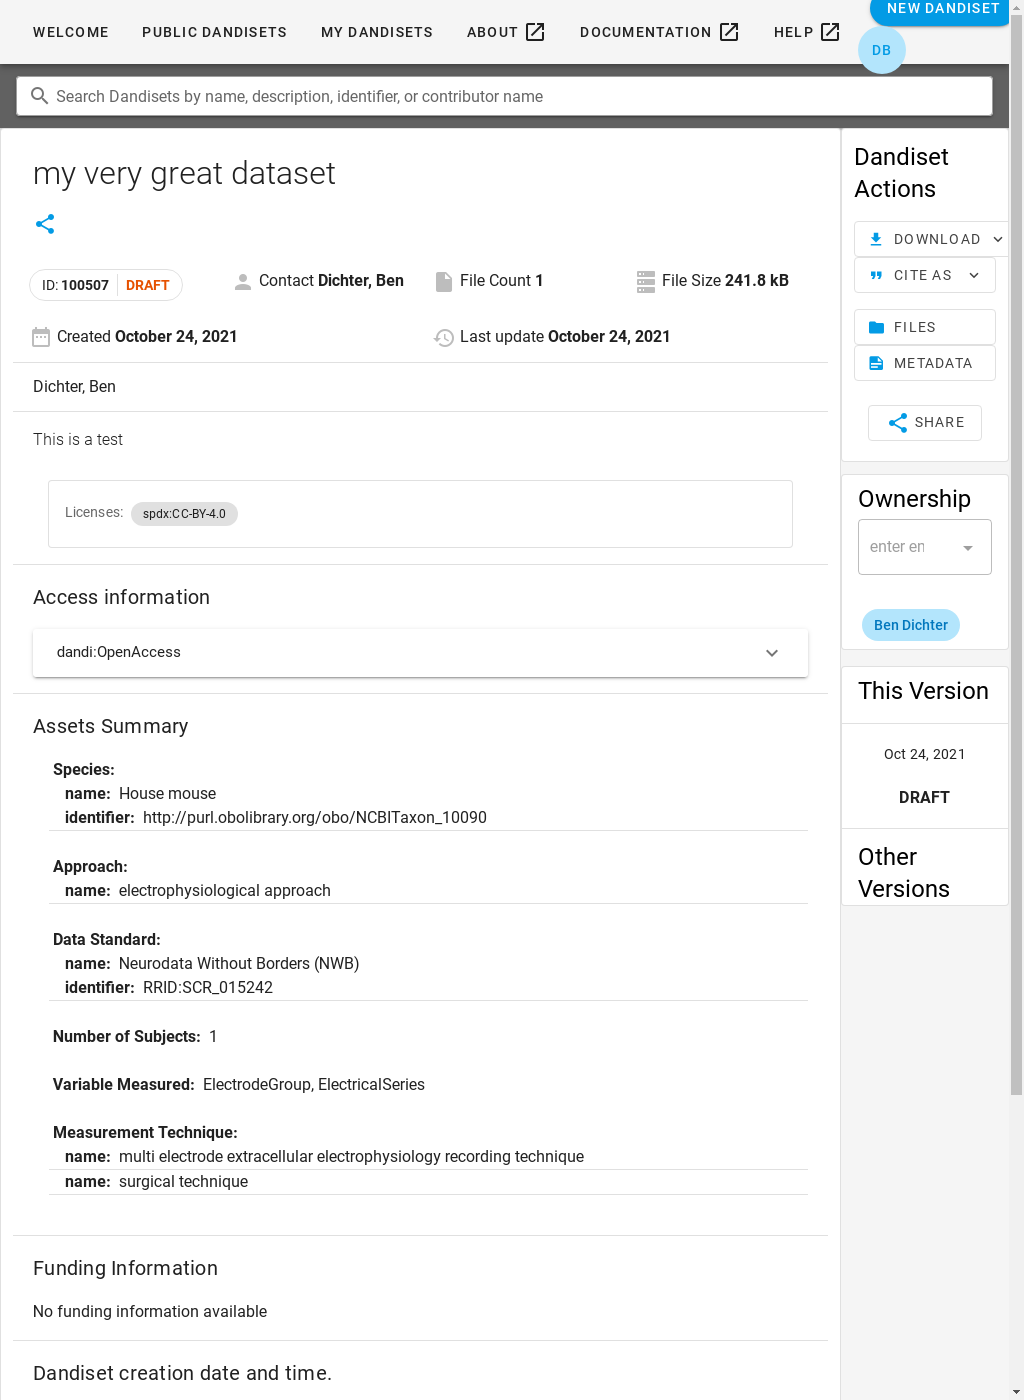 WELCOME
PUBLIC DANDISETS
MY DANDISETS
ABOUT
DOCUMENTATION
HELP
NEW DANDISET
DB
Search Dandisets by name, description, identifier, or contributor name
my very great dataset
ID: 100507 DRAFT
Contact Dichter, Ben
File Count 1
File Size 241.8 kB
Created October 24, 2021
Last update October 24, 2021
Dichter, Ben
This is a test
Licenses: spdx:CC-BY-4.0
Access information
dandi:OpenAccess
Assets Summary
Species:
name: House mouse
identifier: http://purl.obolibrary.org/obo/NCBITaxon_10090
Approach:
name: electrophysiological approach
Data Standard:
name: Neurodata Without Borders (NWB)
identifier: RRID:SCR_015242
Number of Subjects: 1
Variable Measured: ElectrodeGroup, ElectricalSeries
Measurement Technique:
name: multi electrode extracellular electrophysiology recording technique
name: surgical technique
Funding Information
No funding information available
Dandiset creation date and time.
Dandiset
Actions
DOWNLOAD
CITE AS
FILES
METADATA
SHARE
Ownership
enter en
Ben Dichter
This Version
Oct 24, 2021
DRAFT
Other
Versions